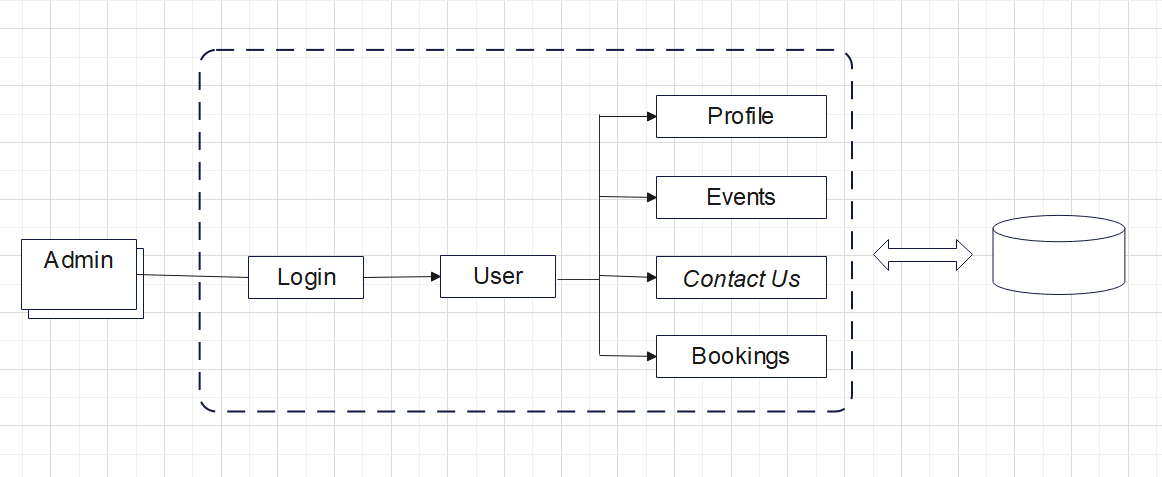 Admin
Login
User
Profile
Events
Contact Us
Bookings